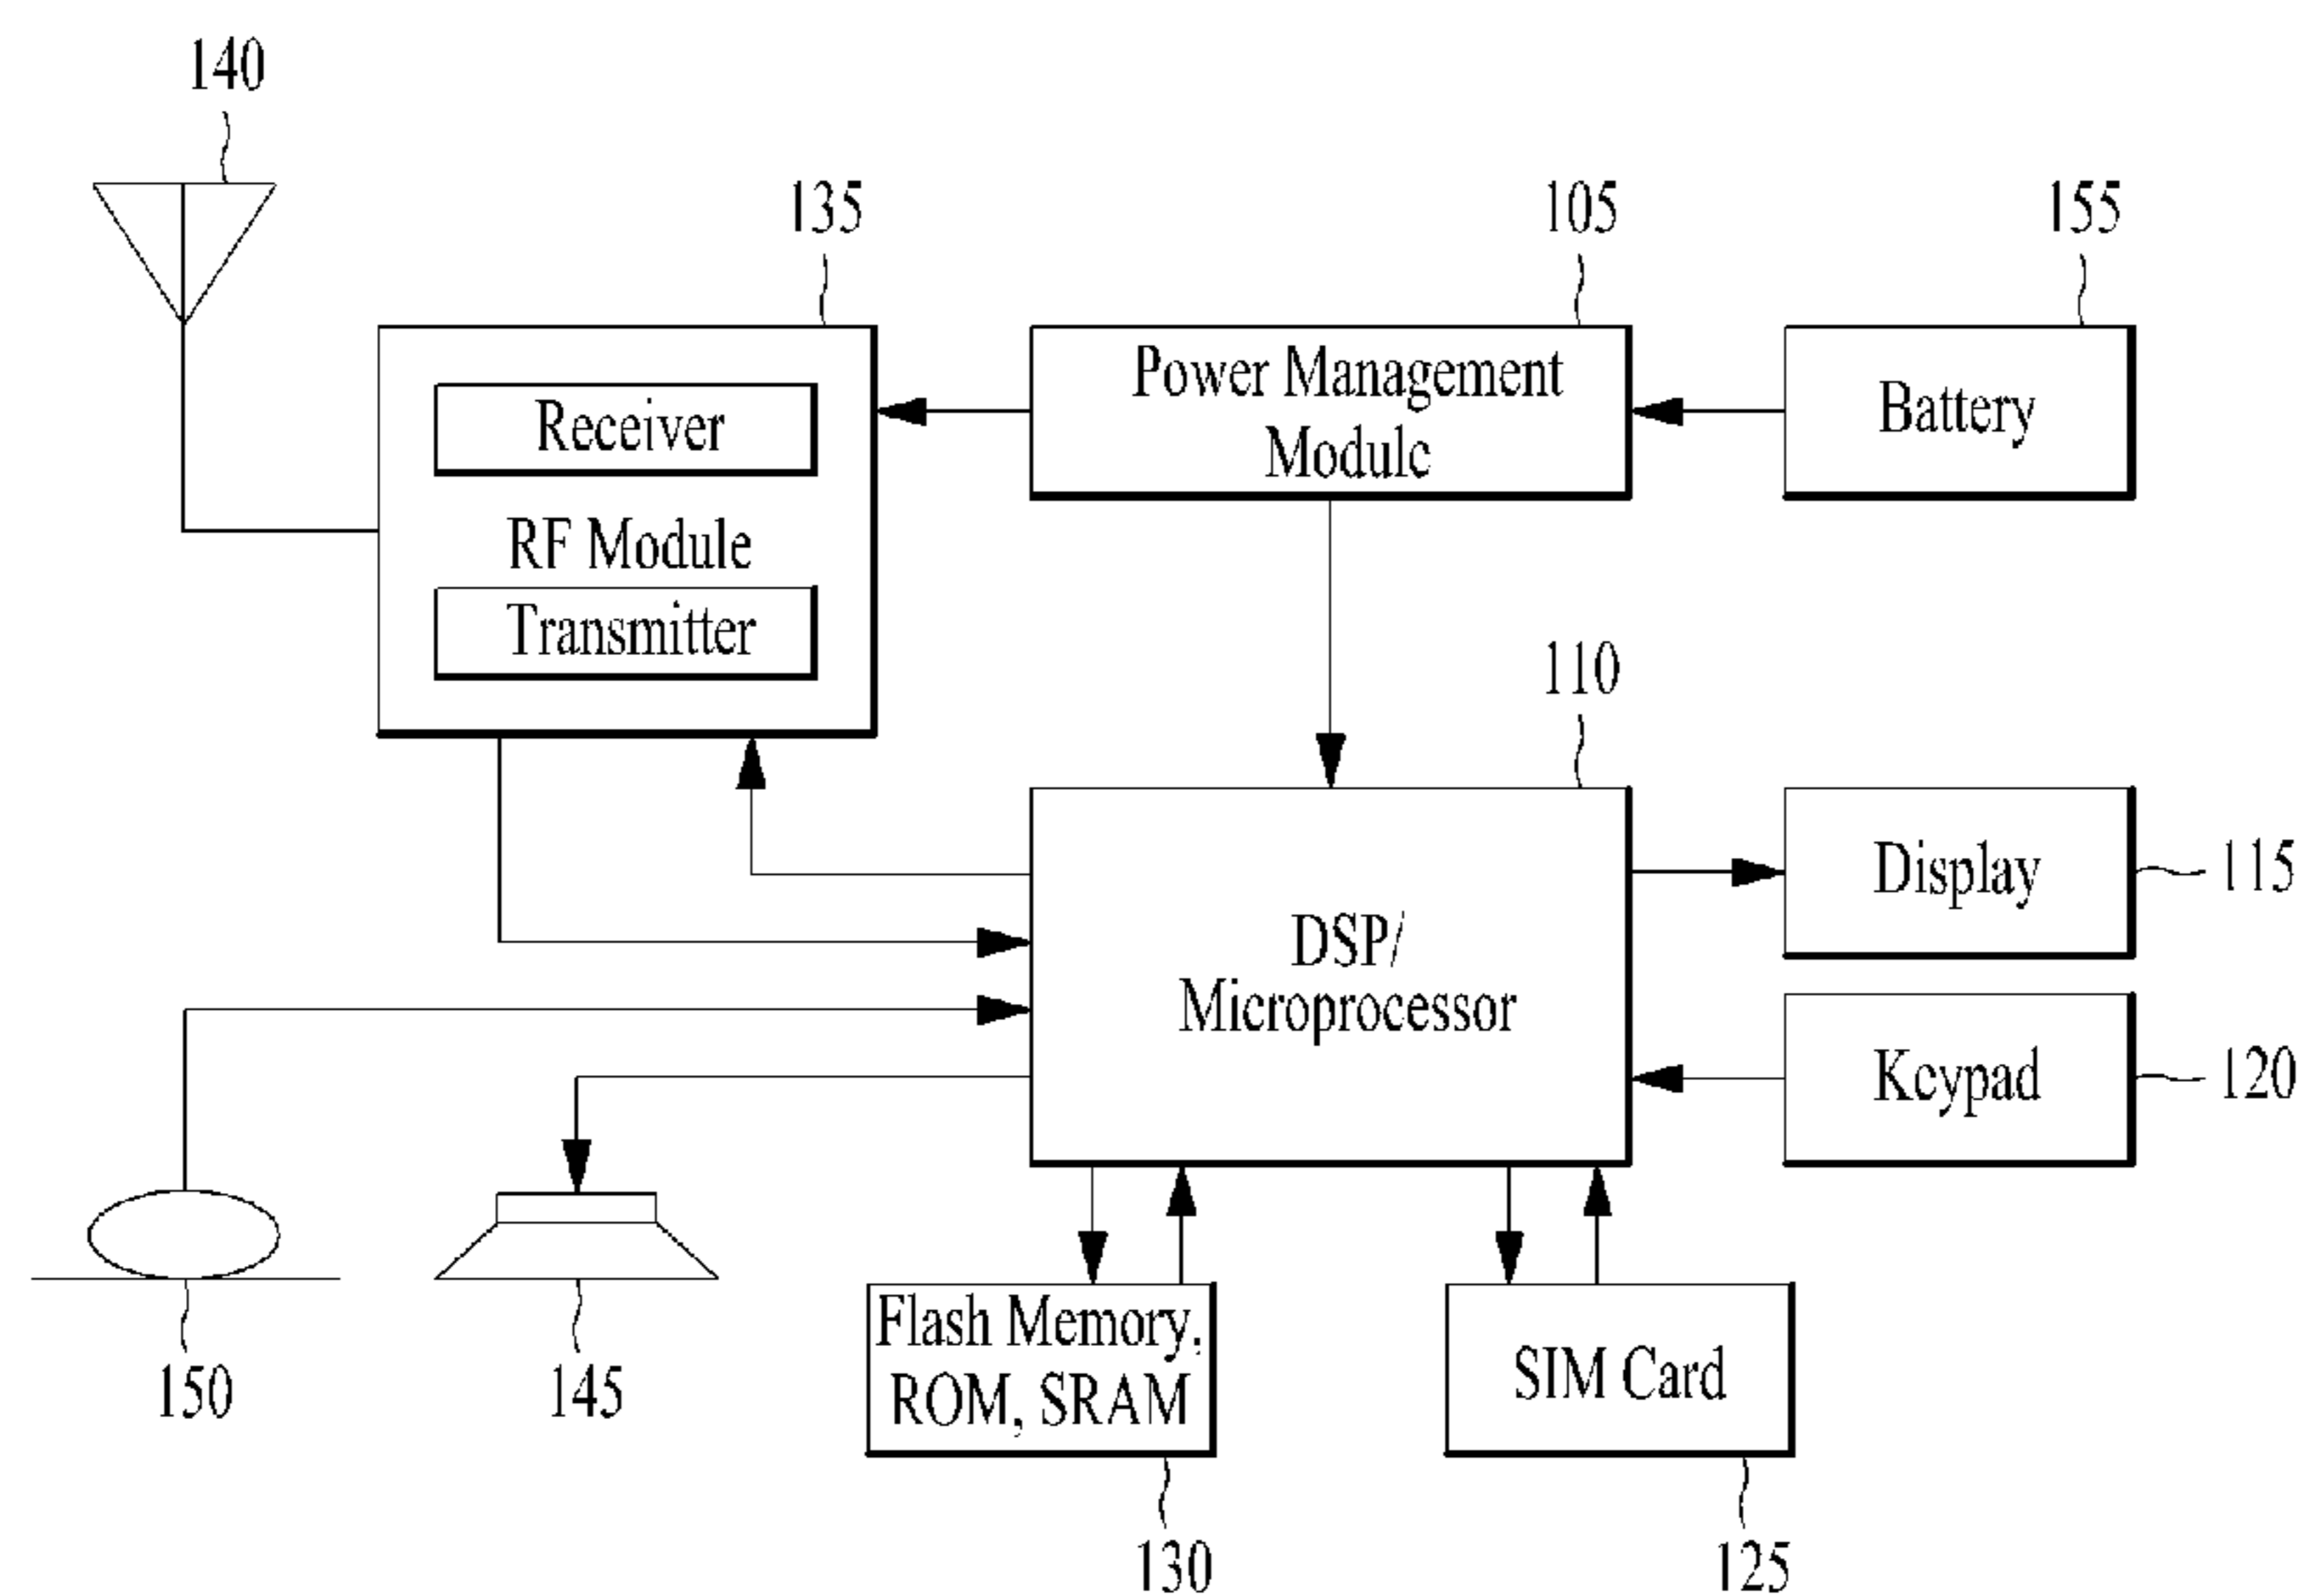 140
135
105
155
Receiver
RF Module
Transmitter
Power Management
Module
Battery
110
DSP/
Microprocessor
Display
115
Keypad
120
150
145
Flash Memory,
ROM, SRAM
SIM Card
130
125